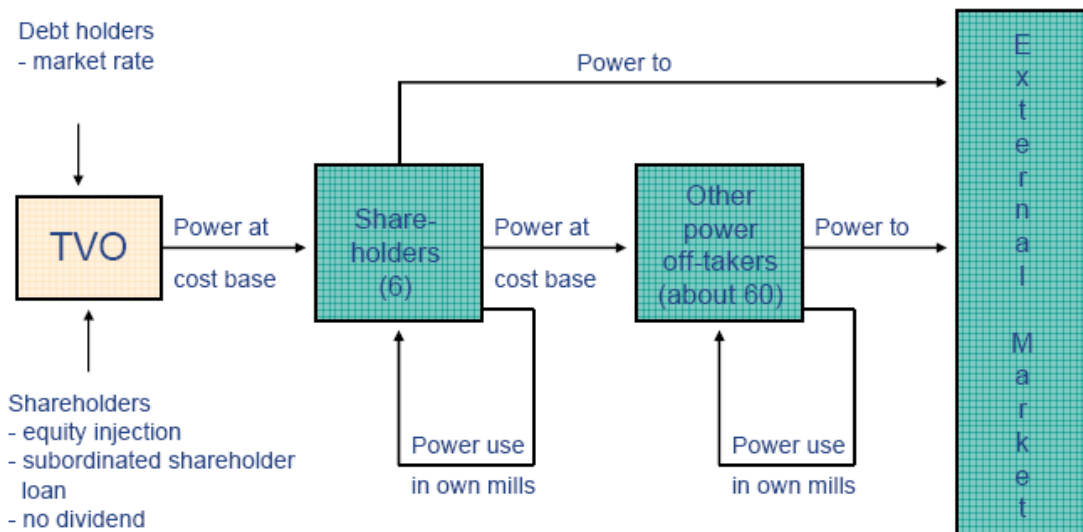 Debt holders
- market rate
Power to
External Market
TVO
Power at
cost base
Share-
holders
(6)
Power at
cost base
Other
power
off-takers
(about 60)
Power to
Shareholders
- equity injection
- subordinated shareholder
loan
- no dividend
Power use
in own mills
Power use
in own mills